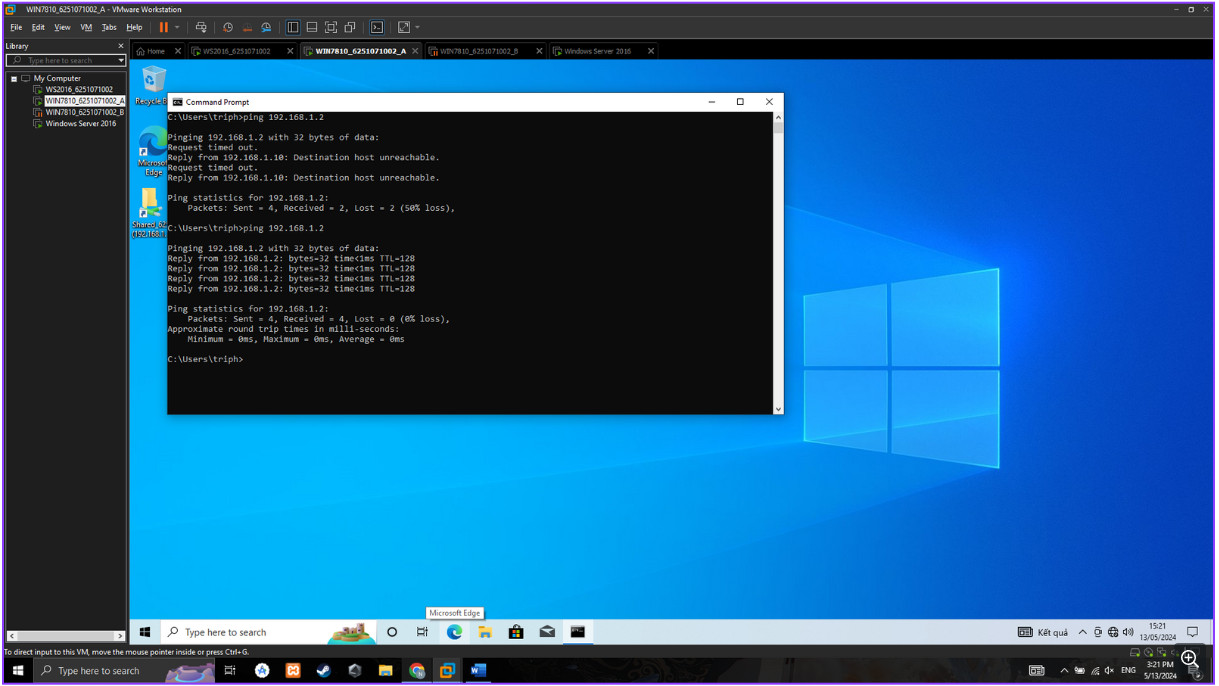 WIN7810_6251071002_A - VMware Workstation
File Edit View VM Tabs Help
Library
Type here to search
My Computer
WS2016_6251071002
WIN7810_6251071002_A
WIN7810_6251071002_B
Windows Server 2016
Home
WS2016_6251071002
WIN7810_6251071002_A
WIN7810_6251071002_B
Windows Server 2016
Recycle B
Microsof
Edge
Shared_62
Command Prompt
C:\Users\triph>ping 192.168.1.2
Pinging 192.168.1.2 with 32 bytes of data:
Request timed out.
Reply from 192.168.1.10: Destination host unreachable.
Request timed out.
Reply from 192.168.1.10: Destination host unreachable.
Ping statistics for 192.168.1.2:
Packets: Sent = 4, Received = 2, Lost = 2 (50% loss),
C:\Users\triph>ping 192.168.1.2
Pinging 192.168.1.2 with 32 bytes of data:
Reply from 192.168.1.2: bytes=32 time<1ms TTL=128
Reply from 192.168.1.2: bytes=32 time<1ms TTL=128
Reply from 192.168.1.2: bytes=32 time<1ms TTL=128
Reply from 192.168.1.2: bytes=32 time<1ms TTL=128
Ping statistics for 192.168.1.2:
Packets: Sent = 4, Received = 4, Lost = 0 (0% loss),
Approximate round trip times in milli-seconds:
Minimum = 0ms, Maximum = 0ms, Average = 0ms
C:\Users\triph>
Microsoft Edge
Type here to search
Kết quả
15:21
13/05/2024
To direct input to this VM, move the mouse pointer inside or press Ctrl+G.
Type here to search
ENG
3:21 PM
5/13/2024